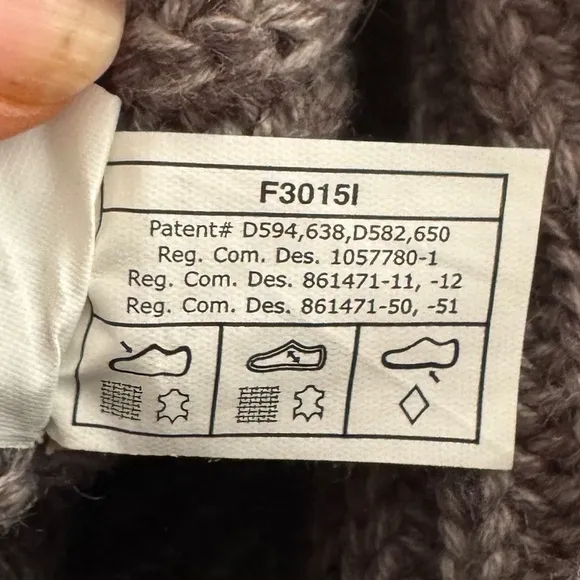 F3015I
Patent# D594,638,D582,650
Reg. Com. Des. 1057780-1
Reg. Com. Des. 861471-11, -12
Reg. Com. Des. 861471-50, -51